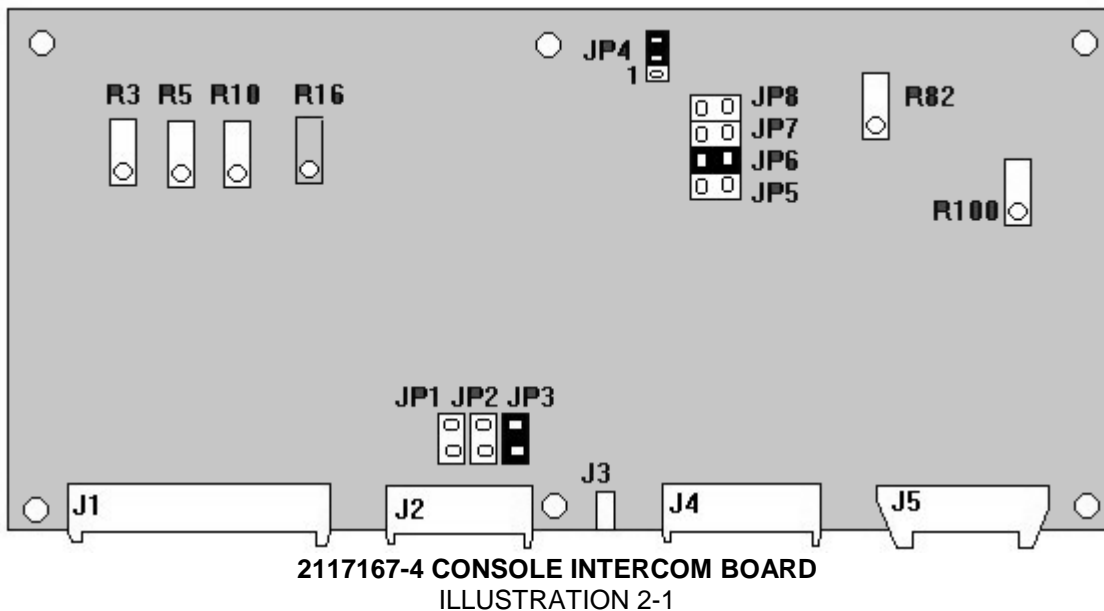 JP4
1
R3 R5 R10 R16
JP8
R82
JP7
JP6
JP5
R100
JP1 JP2 JP3
J3
J1
J2
J4
J5
2117167-4 CONSOLE INTERCOM BOARD
ILLUSTRATION 2-1